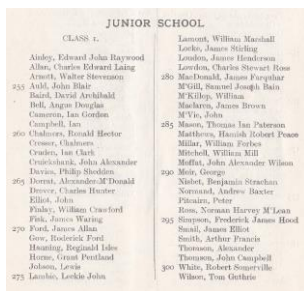 JUNIOR SCHOOL
CLASS 1.
Ainley, Edward John Raywood
Allan, Charles Edward Laing
Arnott, Walter Stevenson
255 Auld, John Blair
Baird, David Archibald
Bell, Angus Douglas
Cameron, Ian Gordon
Campbell, Ian
260 Chalmers, Ronald Hector
Cresser, Chalmers
Cruden, Ian Clark
Cruickshank, John Alexander
Davies, Philip Shedden
265 Dorrat, Alexander M'Donald
Drever, Charles Hunter
Elliot, John
Finlay, William Crawford
Fisk, James Waring
270 Ford, James Allan
Gow, Roderick Ford
Haurring, Reginald Isles
Horne, Grant Pentland
Jobson, Lewis
275 Lambie, Leckie John
Lamont, William Marshall
Locke, James Stirling
Loudon, James Henderson
Lowdon, Charles Stewart Ross
280 MacDonald, James Farquhar
M'Gill, Samuel Joseph Bain
M'Killop, William
Maclaren, James Brown
M'Vie, John
285 Mason, Thomas Ian Paterson
Matthews, Hamish Robert Peace
Millar, William Forbes
Mitchell, William Mill
Moffat, John Alexander Wilson
290 Muir, George
Nisbet, Benjamin Strachan
Normand, Andrew Baxter
Pitcairn, Peter
Ross, Norman Harvey M'Lean
295 Simpson, Frederick James Hood
Small, James Elliot
Smith, Arthur Francis
Thomson, Alexander
Thomson, John Campbell
300 White, Robert Somerville
Wilson, Tom Guthrie